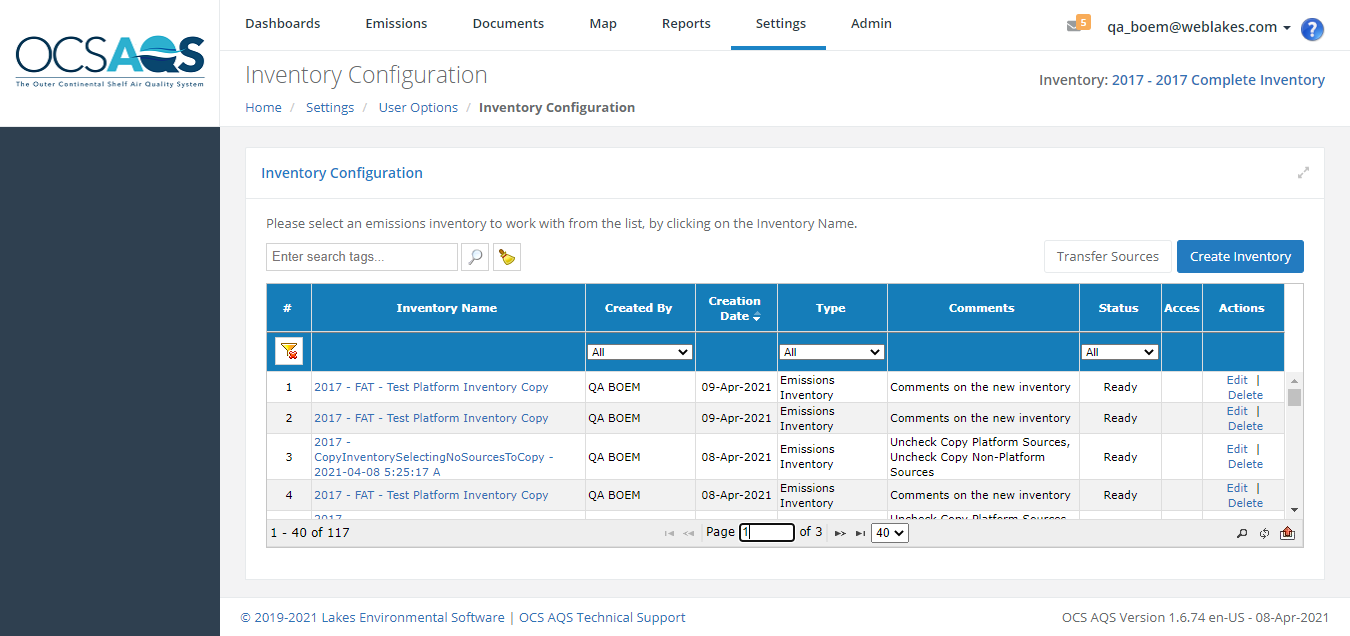 OCSAQS
The Outer Continental Shelf Air Quality System
Dashboards Emissions Documents Map Reports Settings Admin
5 qa_boem@weblakes.com ?
Inventory Configuration
Inventory: 2017 - 2017 Complete Inventory
Home / Settings / User Options / Inventory Configuration
Inventory Configuration
Please select an emissions inventory to work with from the list, by clicking on the Inventory Name.
Enter search tags...
Transfer Sources Create Inventory
# Inventory Name Created By Creation Date Type Comments Status Acces Actions
All All All
1 2017 - FAT - Test Platform Inventory Copy QA BOEM 09-Apr-2021 Emissions Inventory Comments on the new inventory Ready Edit | Delete
2 2017 - FAT - Test Platform Inventory Copy QA BOEM 09-Apr-2021 Emissions Inventory Comments on the new inventory Ready Edit | Delete
3 2017 - CopyInventorySelectingNoSourcesToCopy - 2021-04-08 5:25:17 A QA BOEM 08-Apr-2021 Emissions Inventory Uncheck Copy Platform Sources, Uncheck Copy Non-Platform Sources Ready Edit | Delete
4 2017 - FAT - Test Platform Inventory Copy QA BOEM 08-Apr-2021 Emissions Inventory Comments on the new inventory Ready Edit | Delete
2017 Uncheck Copy Platform Sources,
1 - 40 of 117 Page 1 of 3 40
© 2019-2021 Lakes Environmental Software | OCS AQS Technical Support
OCS AQS Version 1.6.74 en-US - 08-Apr-2021